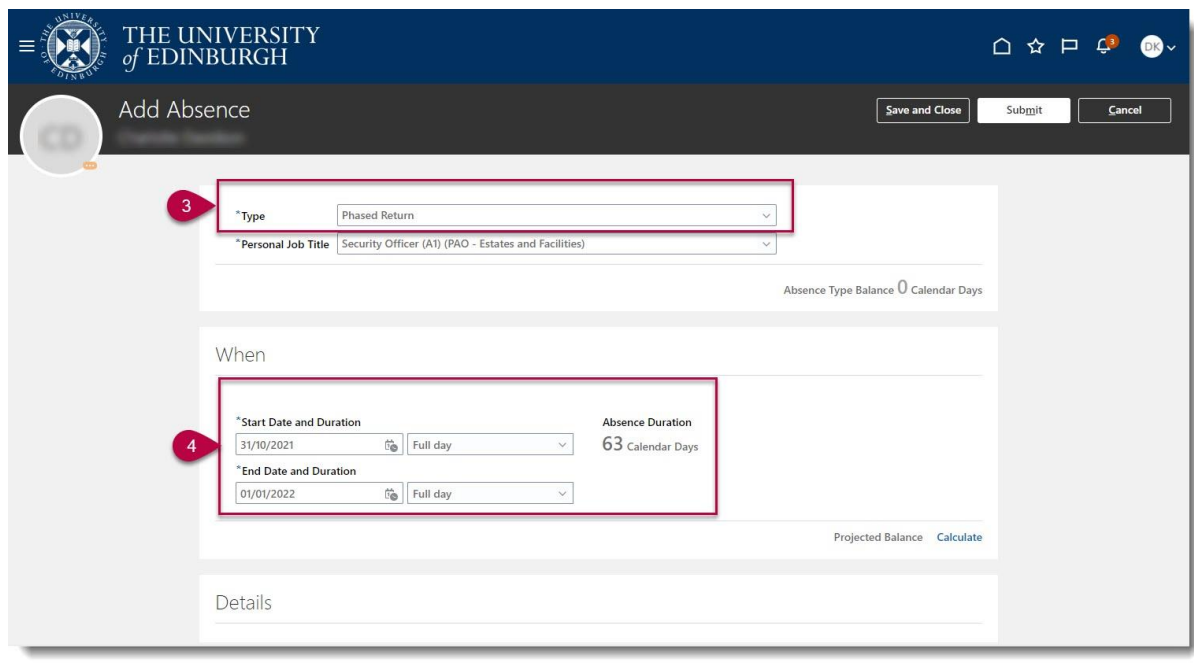 THE UNIVERSITY
of EDINBURGH
3
DK
Add Absence
Save and Close
Submit
Cancel
3
*Type
Phased Return
*Personal Job Title
Security Officer (A1) (PAO - Estates and Facilities)
Absence Type Balance 0 Calendar Days
When
4
*Start Date and Duration
Absence Duration
31/10/2021
Full day
63 Calendar Days
*End Date and Duration
01/01/2022
Full day
Projected Balance Calculate
Details